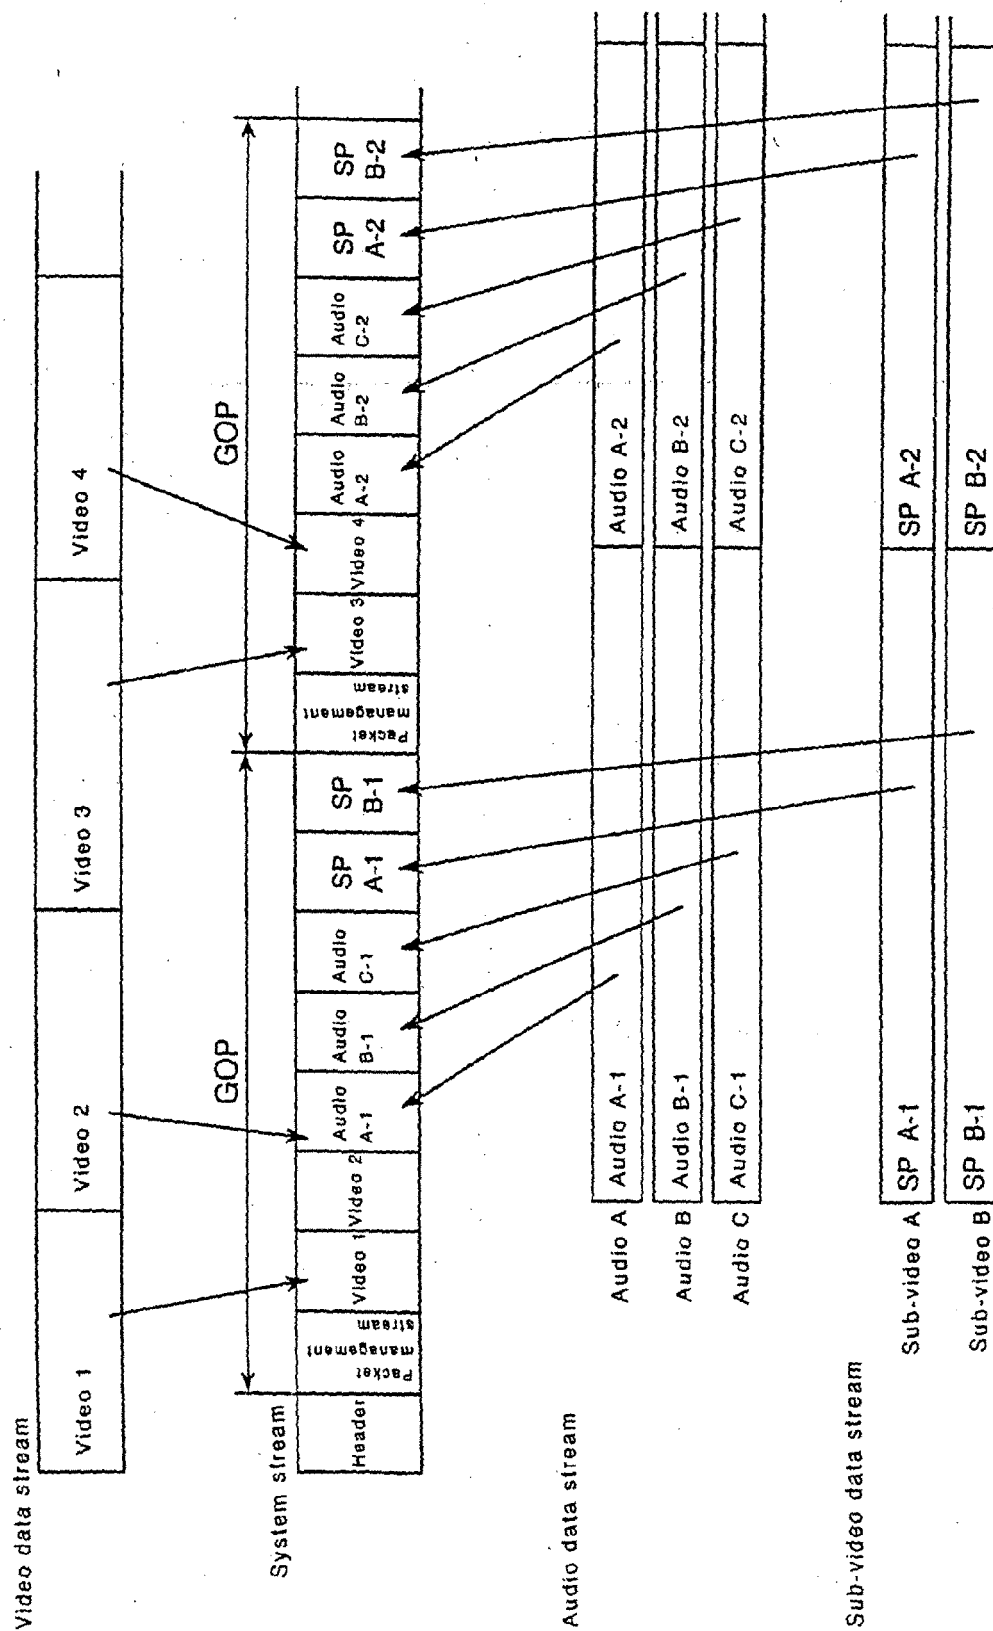 Video data stream
Video 1
Video 2
Video 3
Video 4
GOP
GOP
System stream
Header
Packet
management
stream
Video 1
Video 2
Audio
A-1
Audio
B-1
Audio
C-1
SP
A-1
SP
B-1
Packet
management
stream
Video 3
Video 4
Audio
A-2
Audio
B-2
Audio
C-2
SP
A-2
SP
B-2
Audio data stream
Audio A
Audio A-1
Audio A-2
Audio B
Audio B-1
Audio B-2
Audio C
Audio C-1
Audio C-2
Sub-video data stream
Sub-video A
SP A-1
SP A-2
Sub-video B
SP B-1
SP B-2